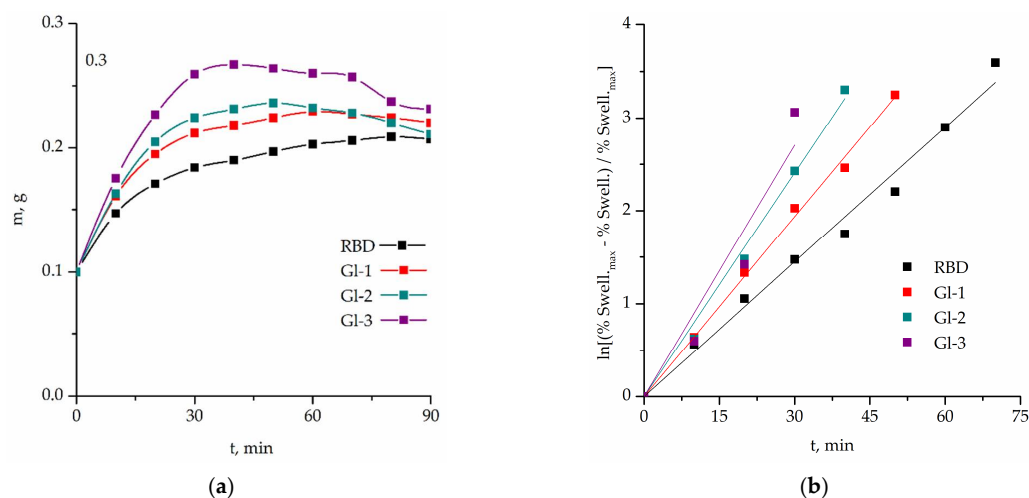 0.3
0.3
0.2
m, g
0.1
0.0
RBD
Gl-1
Gl-2
Gl-3
0
30
60
90
t, min
(a)
4
3
2
1
0
ln[(% Swell.max - % Swell.) / % Swell.max]
RBD
Gl-1
Gl-2
Gl-3
0
15
30
45
60
75
t, min
(b)